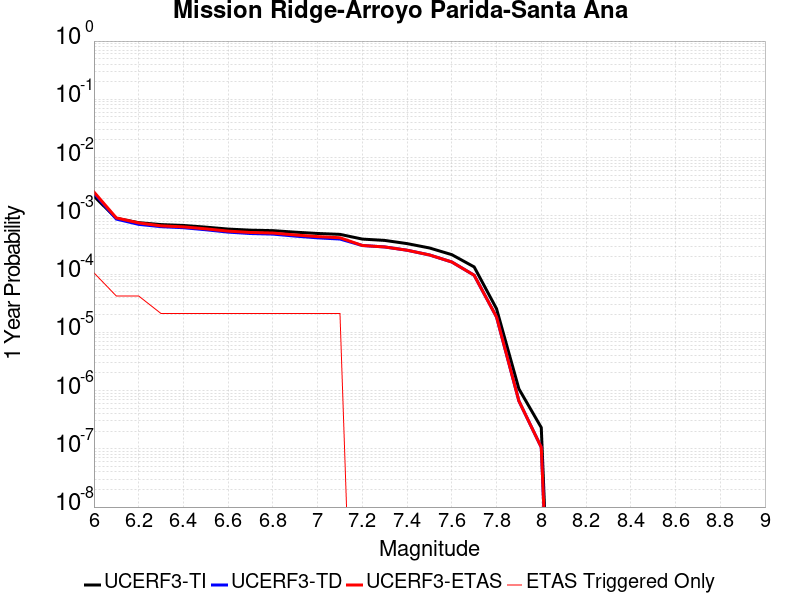 Mission Ridge-Arroyo Parida-Santa Ana
10^0
10^-1
10^-2
10^-3
10^-4
10^-5
10^-6
10^-7
10^-8
1 Year Probability
6 6.2 6.4 6.6 6.8 7 7.2 7.4 7.6 7.8 8 8.2 8.4 8.6 8.8 9
Magnitude
UCERF3-TI UCERF3-TD UCERF3-ETAS ETAS Triggered Only